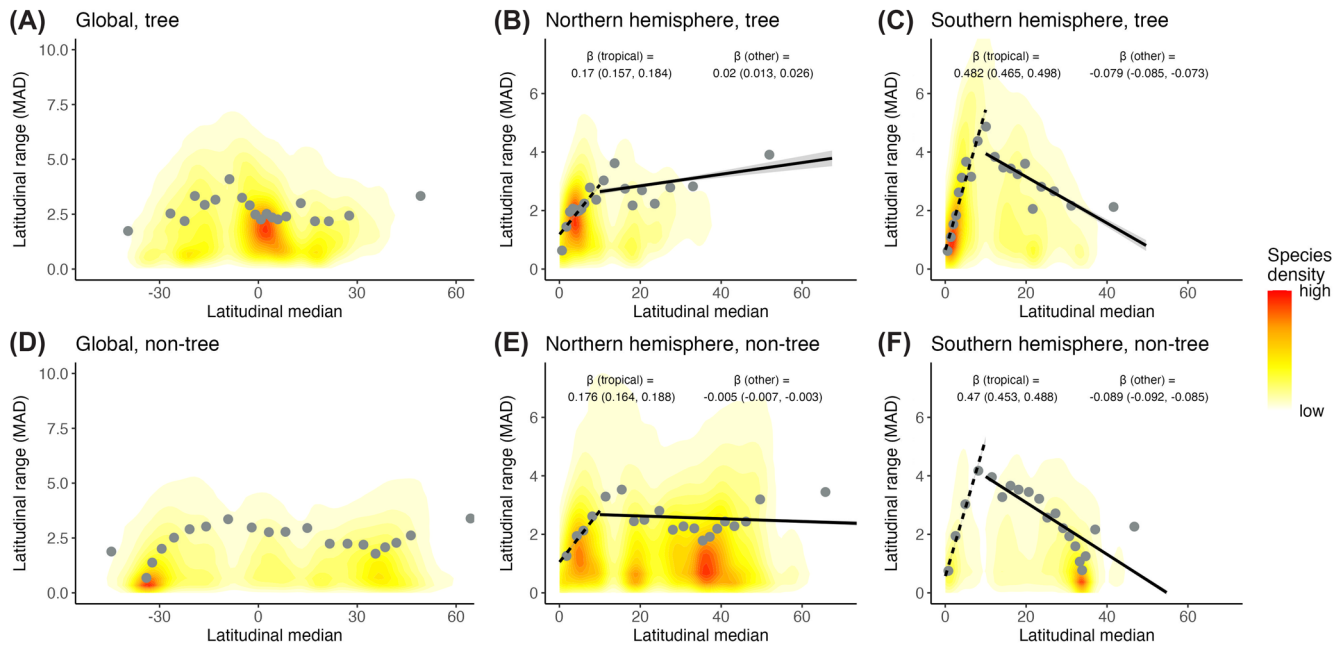 (A) Global, tree
Latitudinal range (MAD)
10.0
7.5
5.0
2.5
0.0
-30 0 30 60
Latitudinal median
(B) Northern hemisphere, tree
β (tropical) = β (other) =
0.17 (0.157, 0.184) 0.02 (0.013, 0.026)
Latitudinal range (MAD)
6
4
2
0
0 20 40 60
Latitudinal median
(C) Southern hemisphere, tree
β (tropical) = β (other) =
0.482 (0.465, 0.498) -0.079 (-0.085, -0.073)
Latitudinal range (MAD)
6
4
2
0
0 20 40 60
Latitudinal median
Species
density
high
low
(D) Global, non-tree
Latitudinal range (MAD)
10.0
7.5
5.0
2.5
0.0
-30 0 30 60
Latitudinal median
(E) Northern hemisphere, non-tree
β (tropical) = β (other) =
0.176 (0.164, 0.188) -0.005 (-0.007, -0.003)
Latitudinal range (MAD)
6
4
2
0
0 20 40 60
Latitudinal median
(F) Southern hemisphere, non-tree
β (tropical) = β (other) =
0.47 (0.453, 0.488) -0.089 (-0.092, -0.085)
Latitudinal range (MAD)
6
4
2
0
0 20 40 60
Latitudinal median